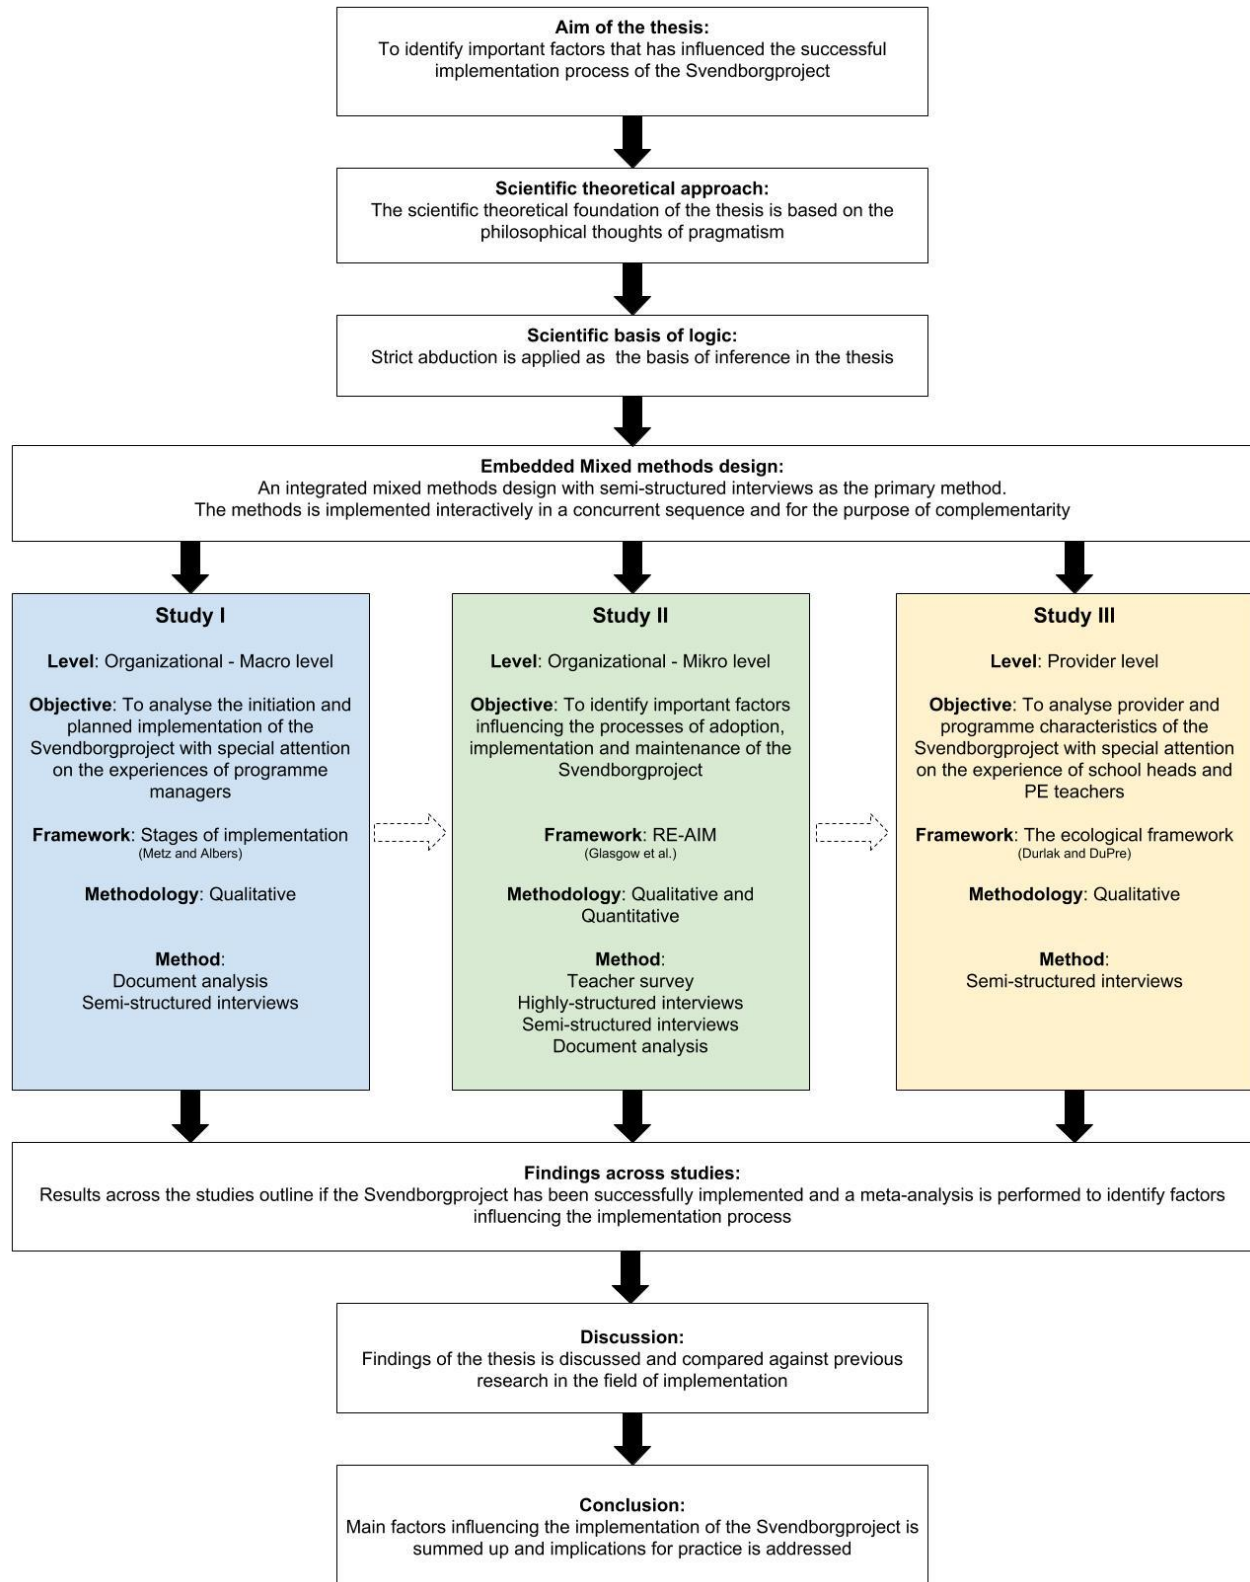 Aim of the thesis:
To identify important factors that has influenced the successful
implementation process of the Svendborgproject
Scientific theoretical approach:
The scientific theoretical foundation of the thesis is based on the
philosophical thoughts of pragmatism
Scientific basis of logic:
Strict abduction is applied as the basis of inference in the thesis
Embedded Mixed methods design:
An integrated mixed methods design with semi-structured interviews as the primary method.
The methods is implemented interactively in a concurrent sequence and for the purpose of complementarity
Study I
Level: Organizational - Macro level
Objective: To analyse the initiation and
planned implementation of the
Svendborgproject with special attention
on the experiences of programme
managers
Framework: Stages of implementation
(Metz and Albers)
Methodology: Qualitative
Method:
Document analysis
Semi-structured interviews
Study II
Level: Organizational - Mikro level
Objective: To identify important factors
influencing the processes of adoption,
implementation and maintenance of the
Svendborgproject
Framework: RE-AIM
(Glasgow et al.)
Methodology: Qualitative and
Quantitative
Method:
Teacher survey
Highly-structured interviews
Semi-structured interviews
Document analysis
Study III
Level: Provider level
Objective: To analyse provider and
programme characteristics of the
Svendborgproject with special attention
on the experience of school heads and
PE teachers
Framework: The ecological framework
(Durlak and DuPre)
Methodology: Qualitative
Method:
Semi-structured interviews
Findings across studies:
Results across the studies outline if the Svendborgproject has been successfully implemented and a meta-analysis is performed to identify factors
influencing the implementation process
Discussion:
Findings of the thesis is discussed and compared against previous
research in the field of implementation
Conclusion:
Main factors influencing the implementation of the Svendborgproject is
summed up and implications for practice is addressed